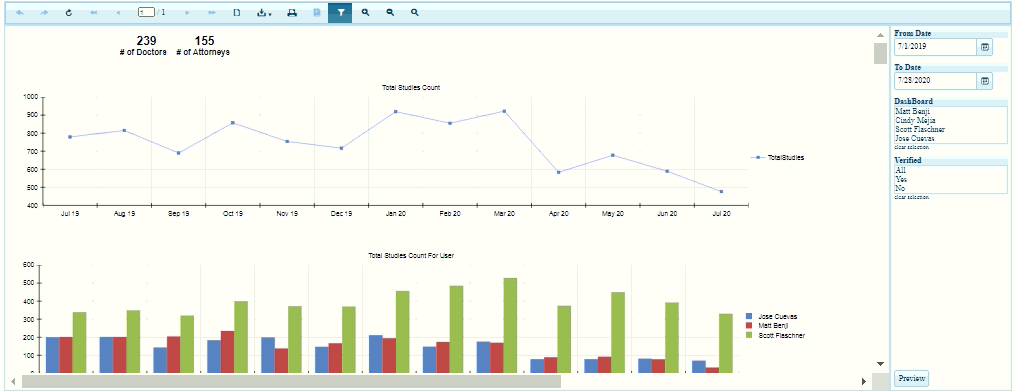 1 / 1
239 155
# of Doctors # of Attorneys
Total Studies Count
1000
900
800
700
600
500
400
Jul 19 Aug 19 Sep 19 Oct 19 Nov 19 Dec 19 Jan 20 Feb 20 Mar 20 Apr 20 May 20 Jun 20 Jul 20
TotalStudies
Total Studies Count For User
600
500
400
300
200
100
Jose Cuevas
Matt Benji
Scott Flaschner
From Date
7/1/2019
To Date
7/28/2020
DashBoard
Matt Benji
Cindy Mejia
Scott Flaschner
Jose Cuevas
clear selection
Verified
All
Yes
No
clear selection
Preview